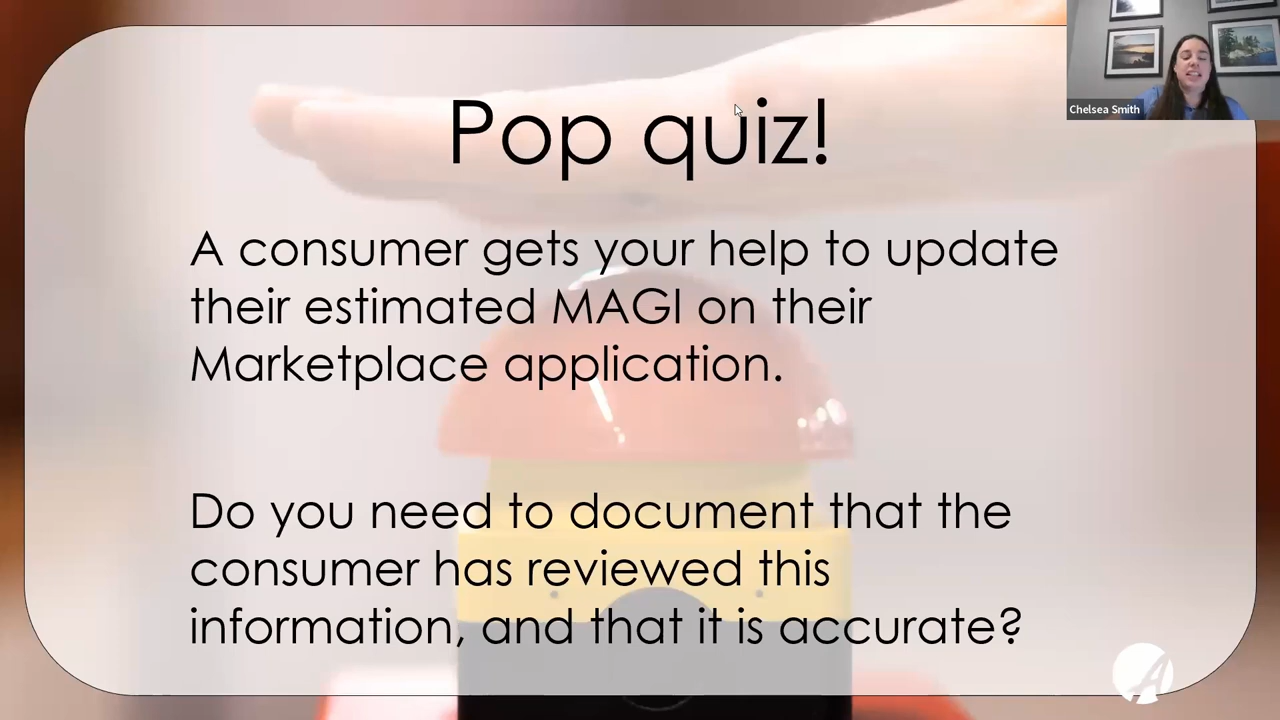 Pop quiz!
Chelsea Smith
A consumer gets your help to update
their estimated MAGI on their
Marketplace application.
Do you need to document that the
consumer has reviewed this
information, and that it is accurate?